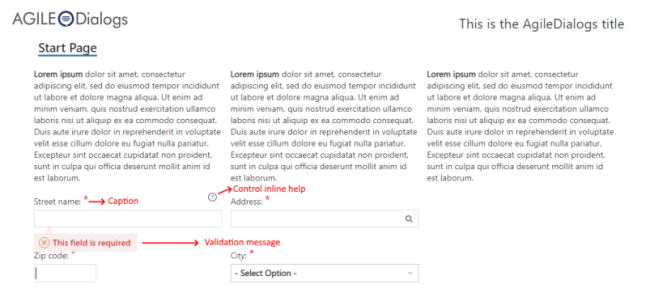 AGILE Dialogs
This is the AgileDialogs title
Start Page
Lorem ipsum dolor sit amet, consectetur
adipiscing elit, sed do eiusmod tempor incididunt
ut labore et dolore magna aliqua. Ut enim ad
minim veniam, quis nostrud exercitation ullamco
laboris nisi ut aliquip ex ea commodo consequat.
Duis aute irure dolor in reprehenderit in voluptate
velit esse cillum dolore eu fugiat nulla pariatur.
Excepteur sint occaecat cupidatat non proident,
sunt in culpa qui officia deserunt mollit anim id
est laborum.
Lorem ipsum dolor sit amet, consectetur
adipiscing elit, sed do eiusmod tempor incididunt
ut labore et dolore magna aliqua. Ut enim ad
minim veniam, quis nostrud exercitation ullamco
laboris nisi ut aliquip ex ea commodo consequat.
Duis aute irure dolor in reprehenderit in voluptate
velit esse cillum dolore eu fugiat nulla pariatur.
Excepteur sint occaecat cupidatat non proident,
sunt in culpa qui officia deserunt mollit anim id
est laborum.
Lorem ipsum dolor sit amet, consectetur
adipiscing elit, sed do eiusmod tempor incididunt
ut labore et dolore magna aliqua. Ut enim ad
minim veniam, quis nostrud exercitation ullamco
laboris nisi ut aliquip ex ea commodo consequat.
Duis aute irure dolor in reprehenderit in voluptate
velit esse cillum dolore eu fugiat nulla pariatur.
Excepteur sint occaecat cupidatat non proident,
sunt in culpa qui officia deserunt mollit anim id
est laborum.
Control inline help
Street name: * Caption
Address: *
This field is required
Validation message
Zip code: *
City: *
- Select Option -